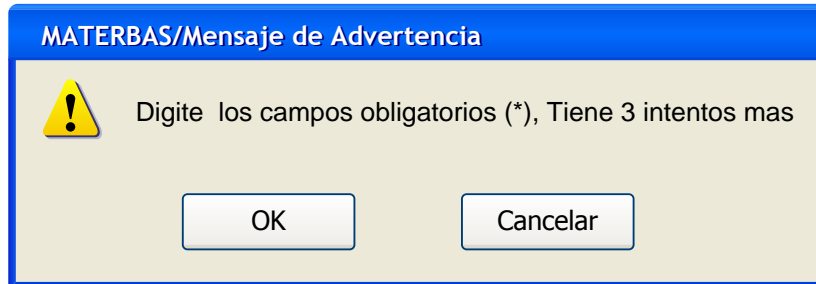 MATERBAS/Mensaje de Advertencia
Digite los campos obligatorios (*), Tiene 3 intentos mas
OK Cancelar